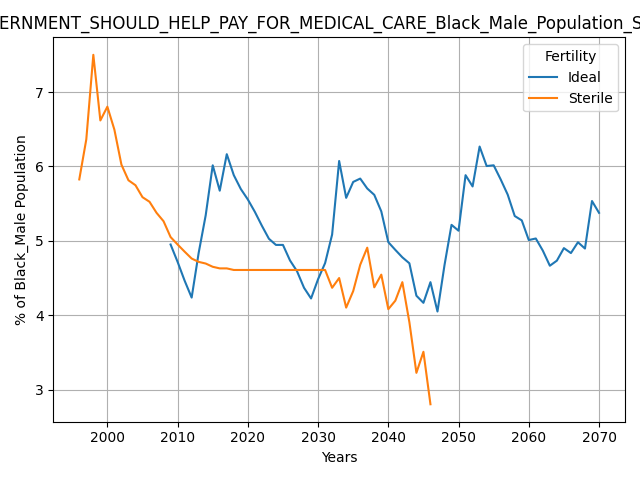 ERNMENT_SHOULD_HELP_PAY_FOR_MEDICAL_CARE_Black_Male_Population_S
Fertility
Ideal
Sterile
% of Black_Male Population
7
6
5
4
3
2000 2010 2020 2030 2040 2050 2060 2070
Years